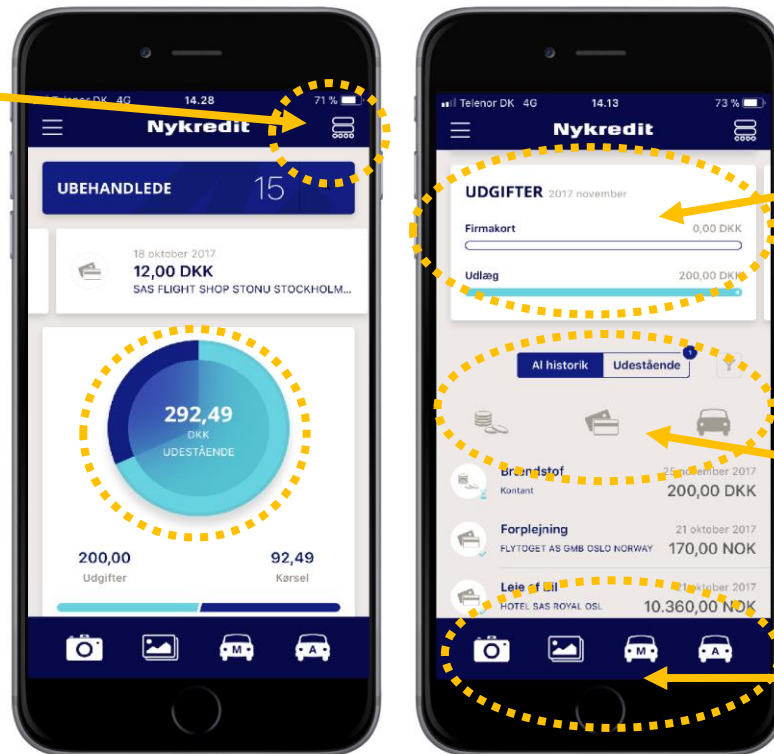 Telenor DK 4G 14.28 71 %
Nykredit
UBEHANDLEDE 15
18 oktober 2017
12,00 DKK
SAS FLIGHT SHOP STONU STOCKHOLM...
292,49
DKK
UDESTÅENDE
200,00 92,49
Udgifter Kørsel
M A
Telenor DK 4G 14.13 73 %
Nykredit
UDGIFTER 2017 november
Firmakort 0,00 DKK
Udlæg 200,00 DKK
Al historik Udestående 1
Brændstof 25 november 2017
Kontant 200,00 DKK
Forplejning 21 oktober 2017
FLYTOGET AS GMB OSLO NORWAY 170,00 NOK
Leie af Bil 21 oktober 2017
HOTEL SAS ROYAL OSL 10.360,00 NOK
M A